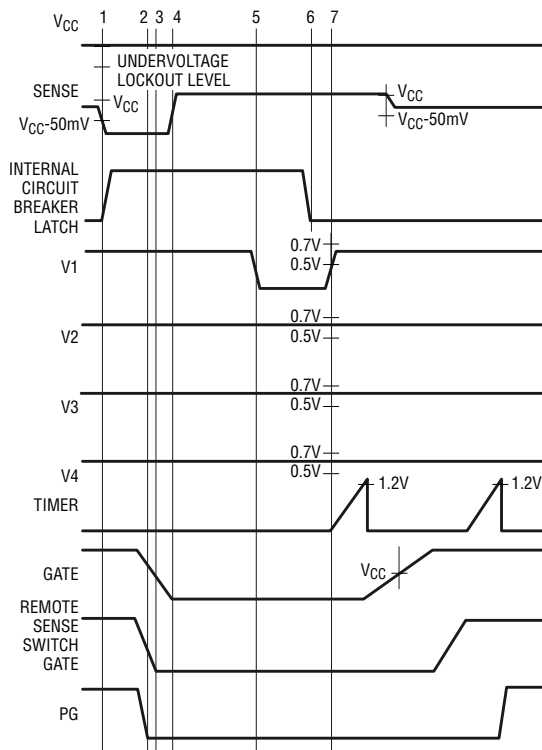 1 2 3 4 5 6 7
VCC
UNDERVOLTAGE
LOCKOUT LEVEL
SENSE
VCC
VCC-50mV
VCC
VCC-50mV
INTERNAL
CIRCUIT
BREAKER
LATCH
V1
0.7V
0.5V
V2
0.7V
0.5V
V3
0.7V
0.5V
V4
0.7V
0.5V
TIMER
1.2V
1.2V
GATE
VCC
REMOTE
SENSE
SWITCH
GATE
PG